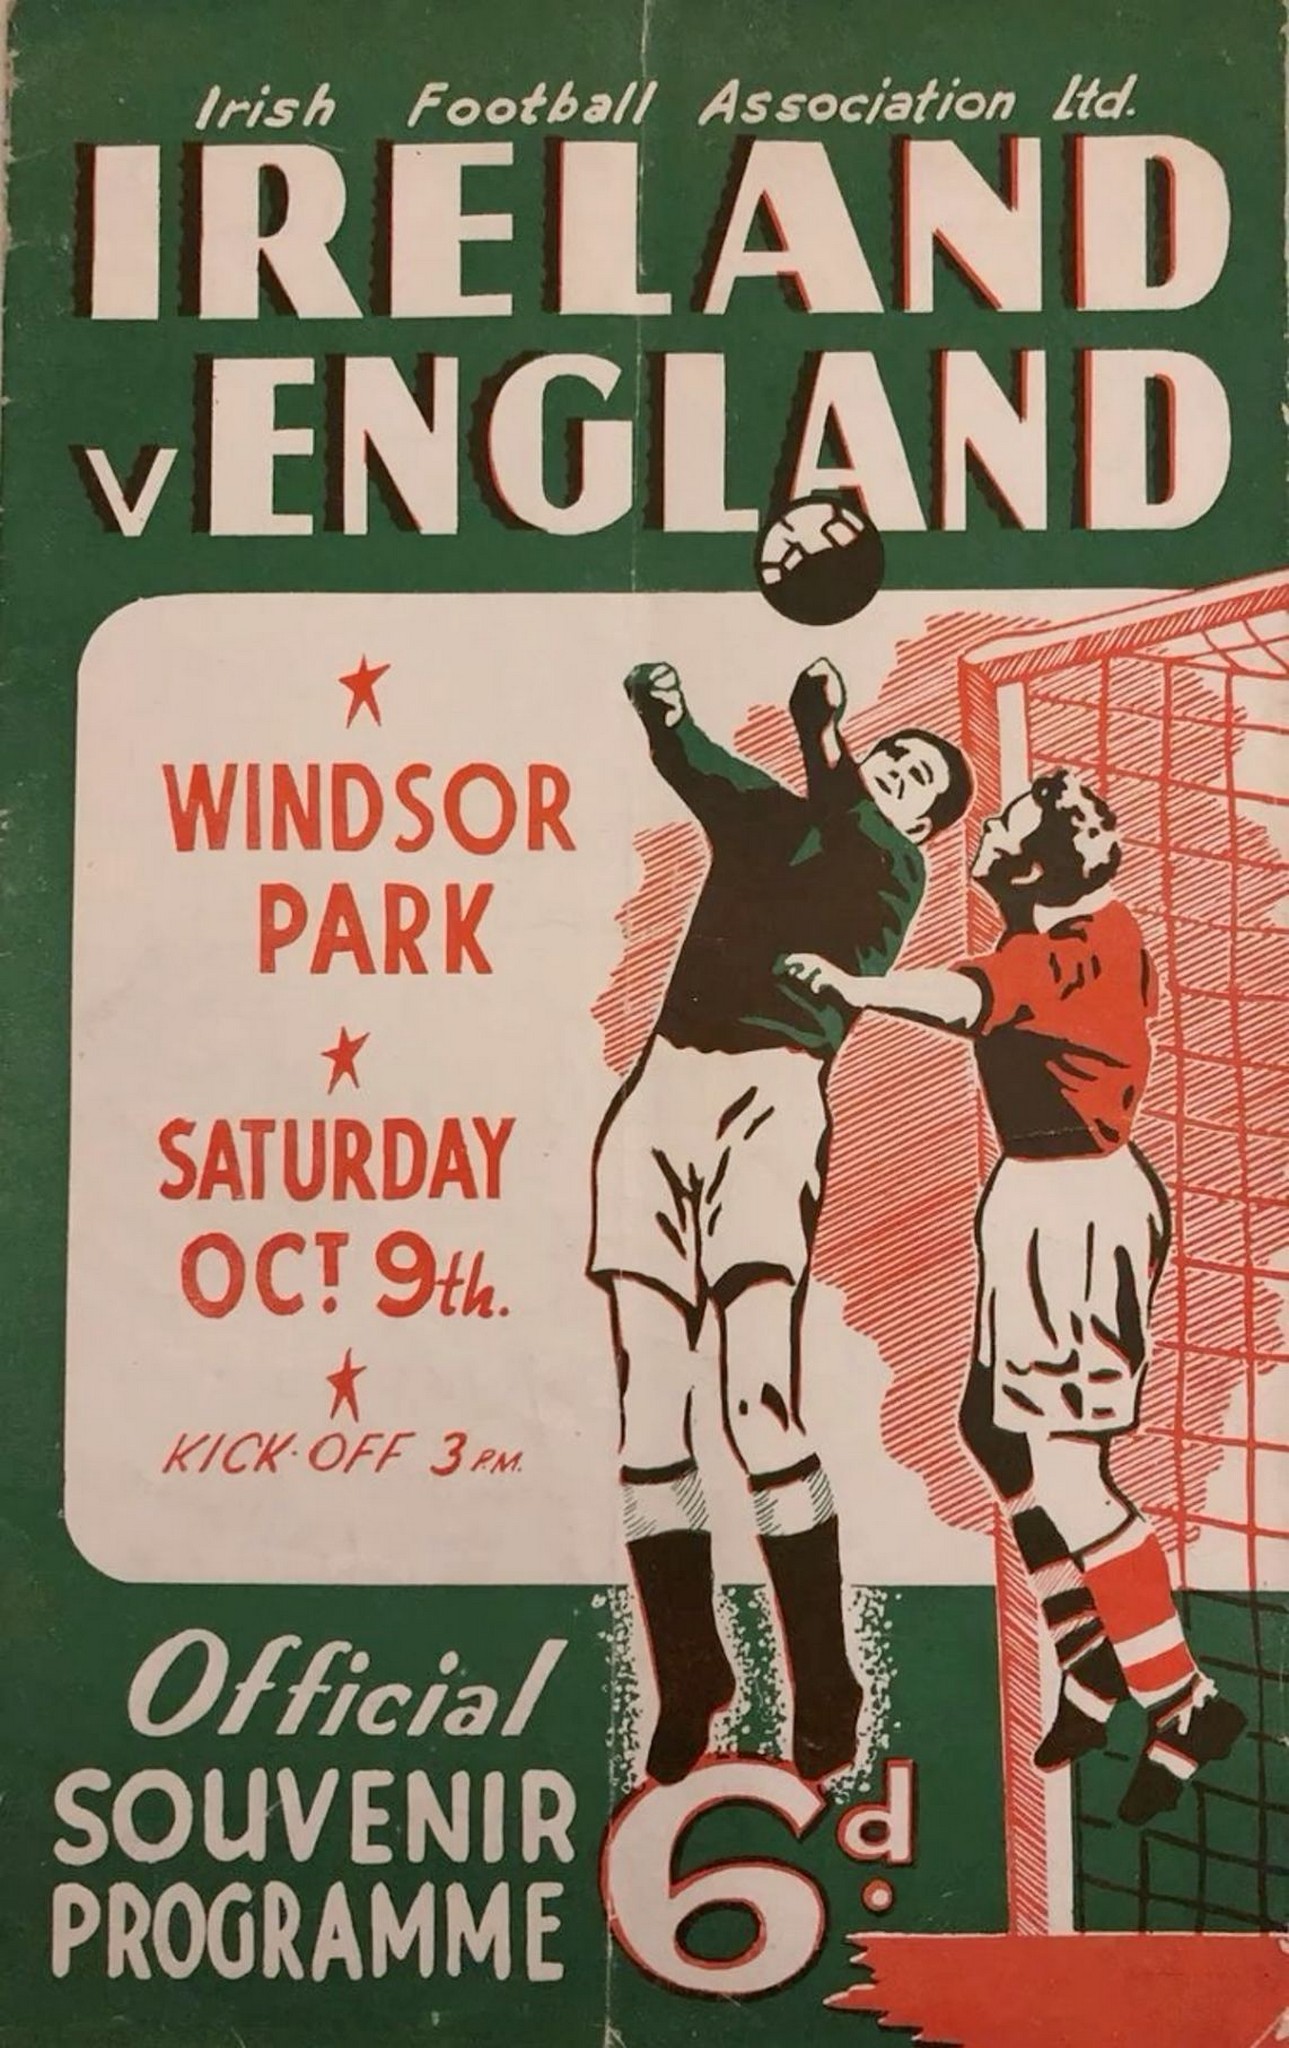 Irish Football Association Ltd.
IRELAND
V ENGLAND
WINDSOR
PARK
SATURDAY
OCT. 9th.
KICK-OFF 3 P.M.
Official
SOUVENIR
PROGRAMME
6d.